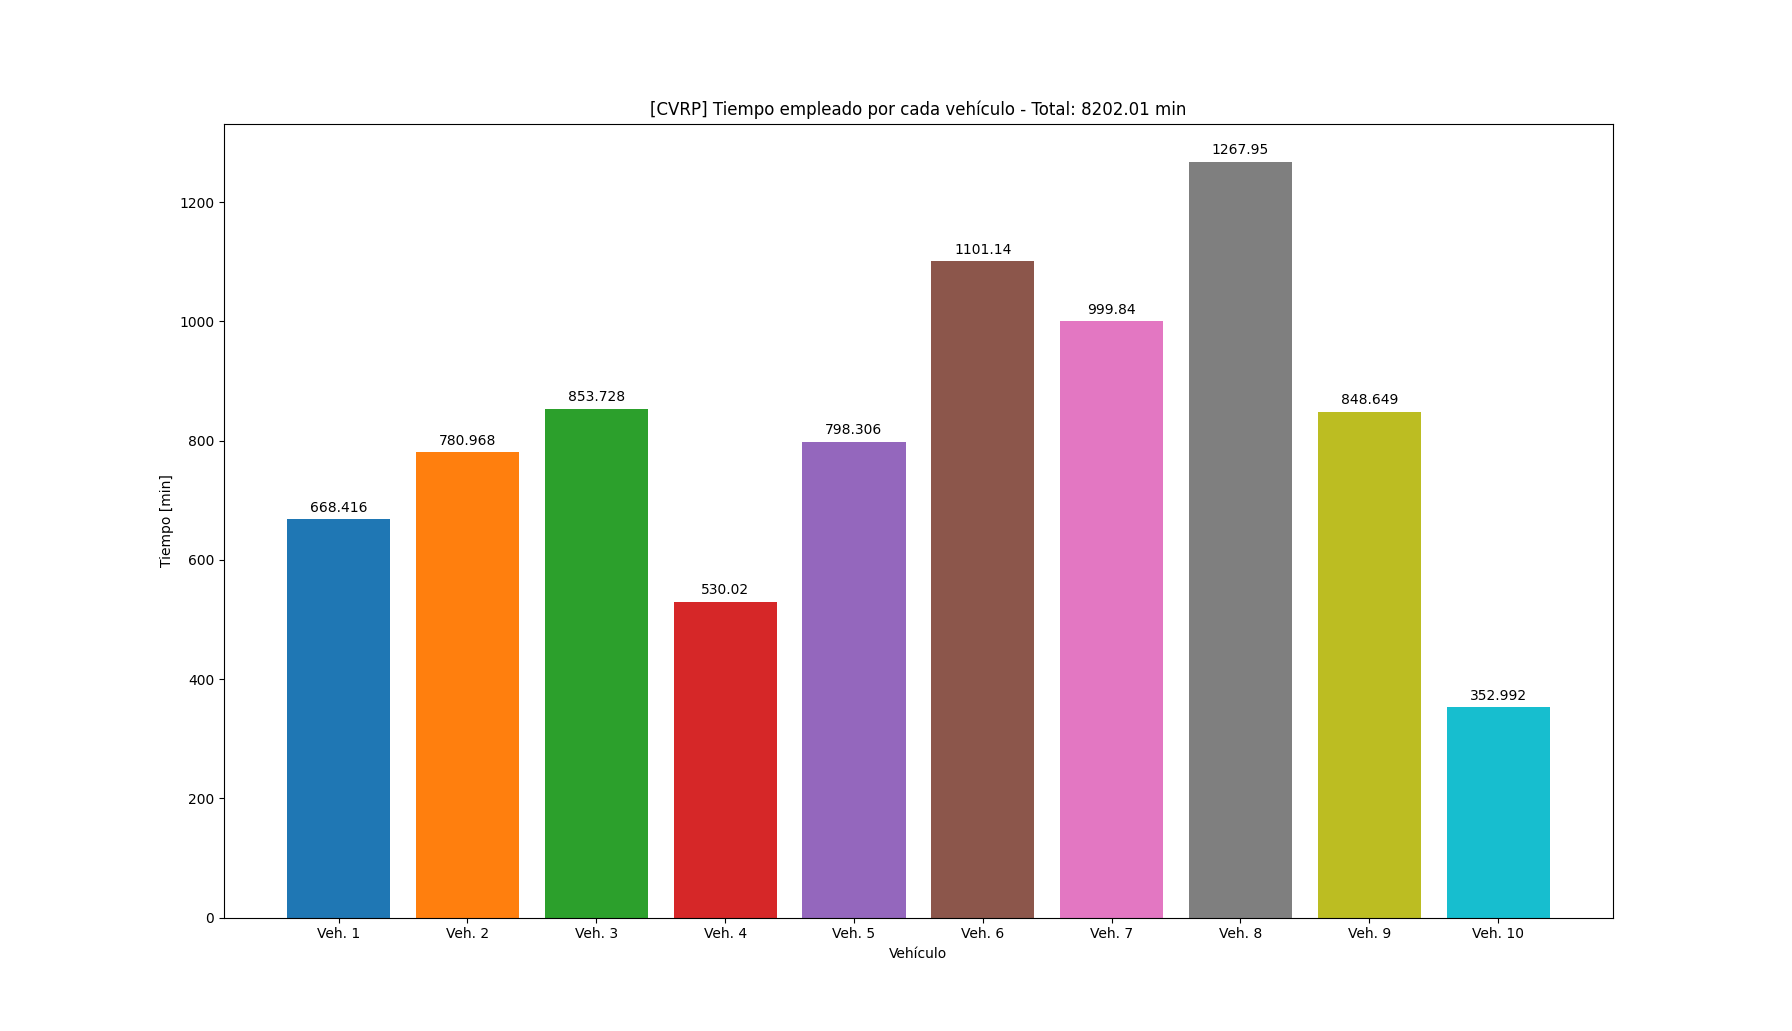 [CVRP] Tiempo empleado por cada vehículo - Total: 8202.01 min
Tiempo [min]
1200
1000
800
600
400
200
0
668.416
780.968
853.728
530.02
798.306
1101.14
999.84
1267.95
848.649
352.992
Veh. 1
Veh. 2
Veh. 3
Veh. 4
Veh. 5
Veh. 6
Veh. 7
Veh. 8
Veh. 9
Veh. 10
Vehículo